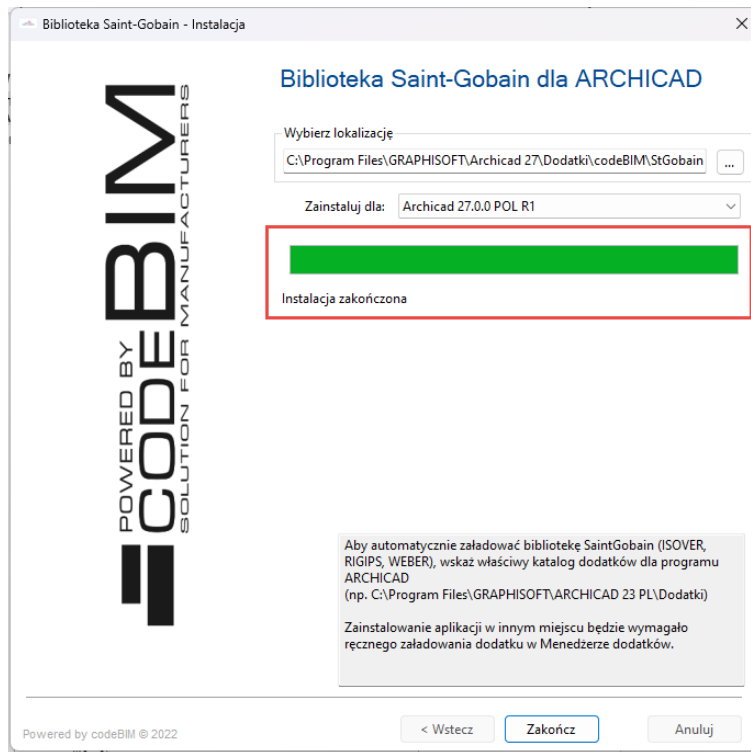 Biblioteka Saint-Gobain - Instalacja
POWERED BY
CODEBIM
SOLUTION FOR MANUFACTURERS
Biblioteka Saint-Gobain dla ARCHICAD
Wybierz lokalizację
C:\Program Files\GRAPHISOFT\Archicad 27\Dodatki\codeBIM\StGobain
...
Zainstaluj dla: Archicad 27.0.0 POL R1
Instalacja zakończona
Aby automatycznie załadować bibliotekę SaintGobain (ISOVER,
RIGIPS, WEBER), wskaż właściwy katalog dodatków dla programu
ARCHICAD
(np. C:\Program Files\GRAPHISOFT\ARCHICAD 23 PL\Dodatki)
Zainstalowanie aplikacji w innym miejscu będzie wymagało
ręcznego załadowania dodatku w Menedżerze dodatków.
Powered by codeBIM © 2022
< Wstecz Zakończ Anuluj